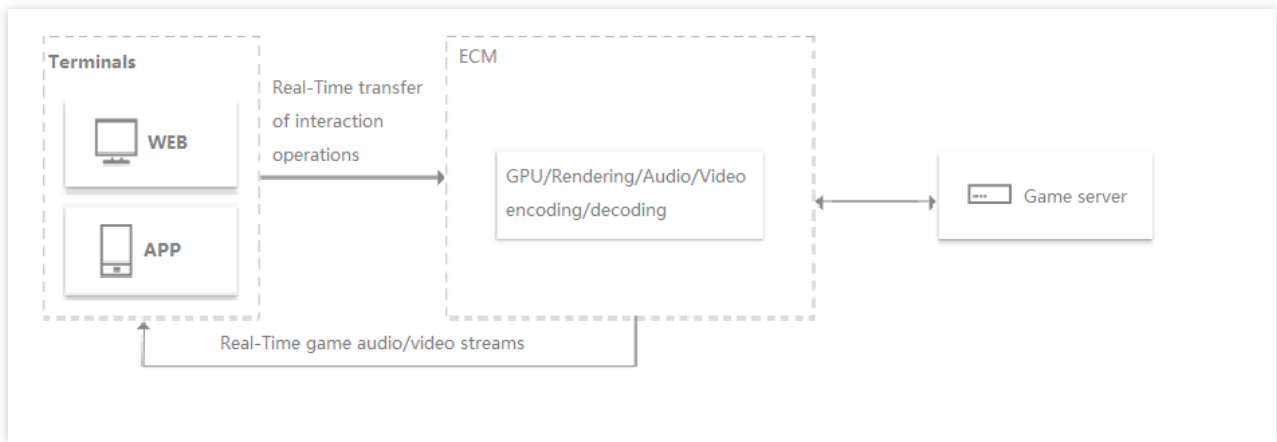 Terminals
WEB
APP
Real-Time transfer
of interaction
operations
ECM
GPU/Rendering/Audio/Video
encoding/decoding
Game server
Real-Time game audio/video streams